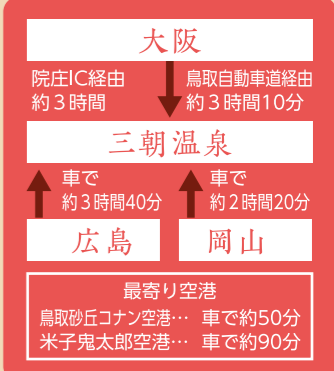 大阪
院庄IC経由
約3時間
鳥取自動車道経由
約3時間10分
三朝温泉
車で
約3時間40分
車で
約2時間20分
広島
岡山
最寄り空港
鳥取砂丘コナン空港… 車で約50分
米子鬼太郎空港… 車で約90分